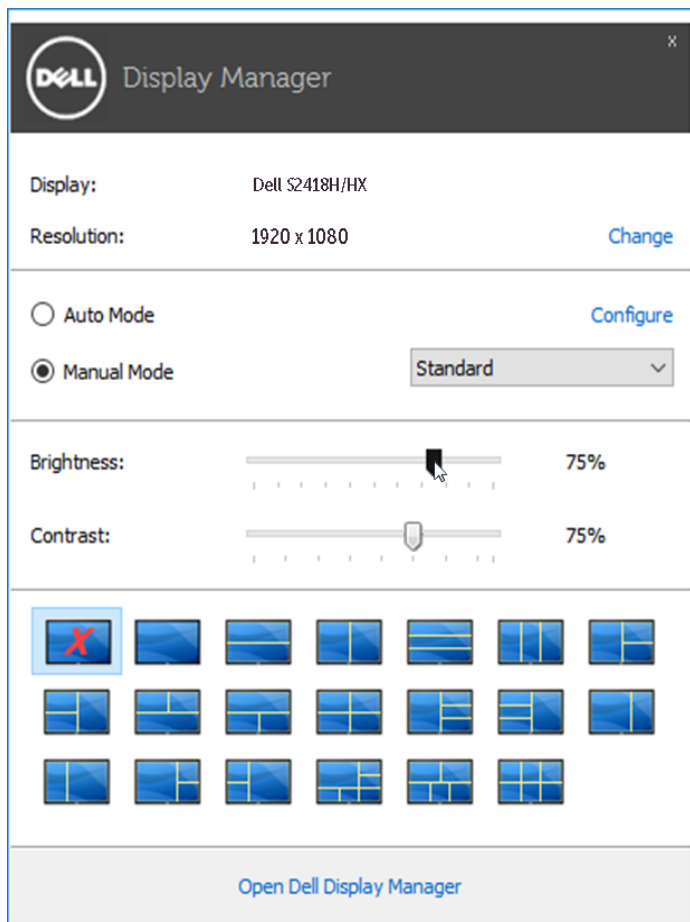 x
DELL Display Manager
Display: Dell S2418H/HX
Resolution: 1920 x 1080 Change
Auto Mode Configure
Manual Mode Standard
Brightness: 75%
Contrast: 75%
X
Open Dell Display Manager